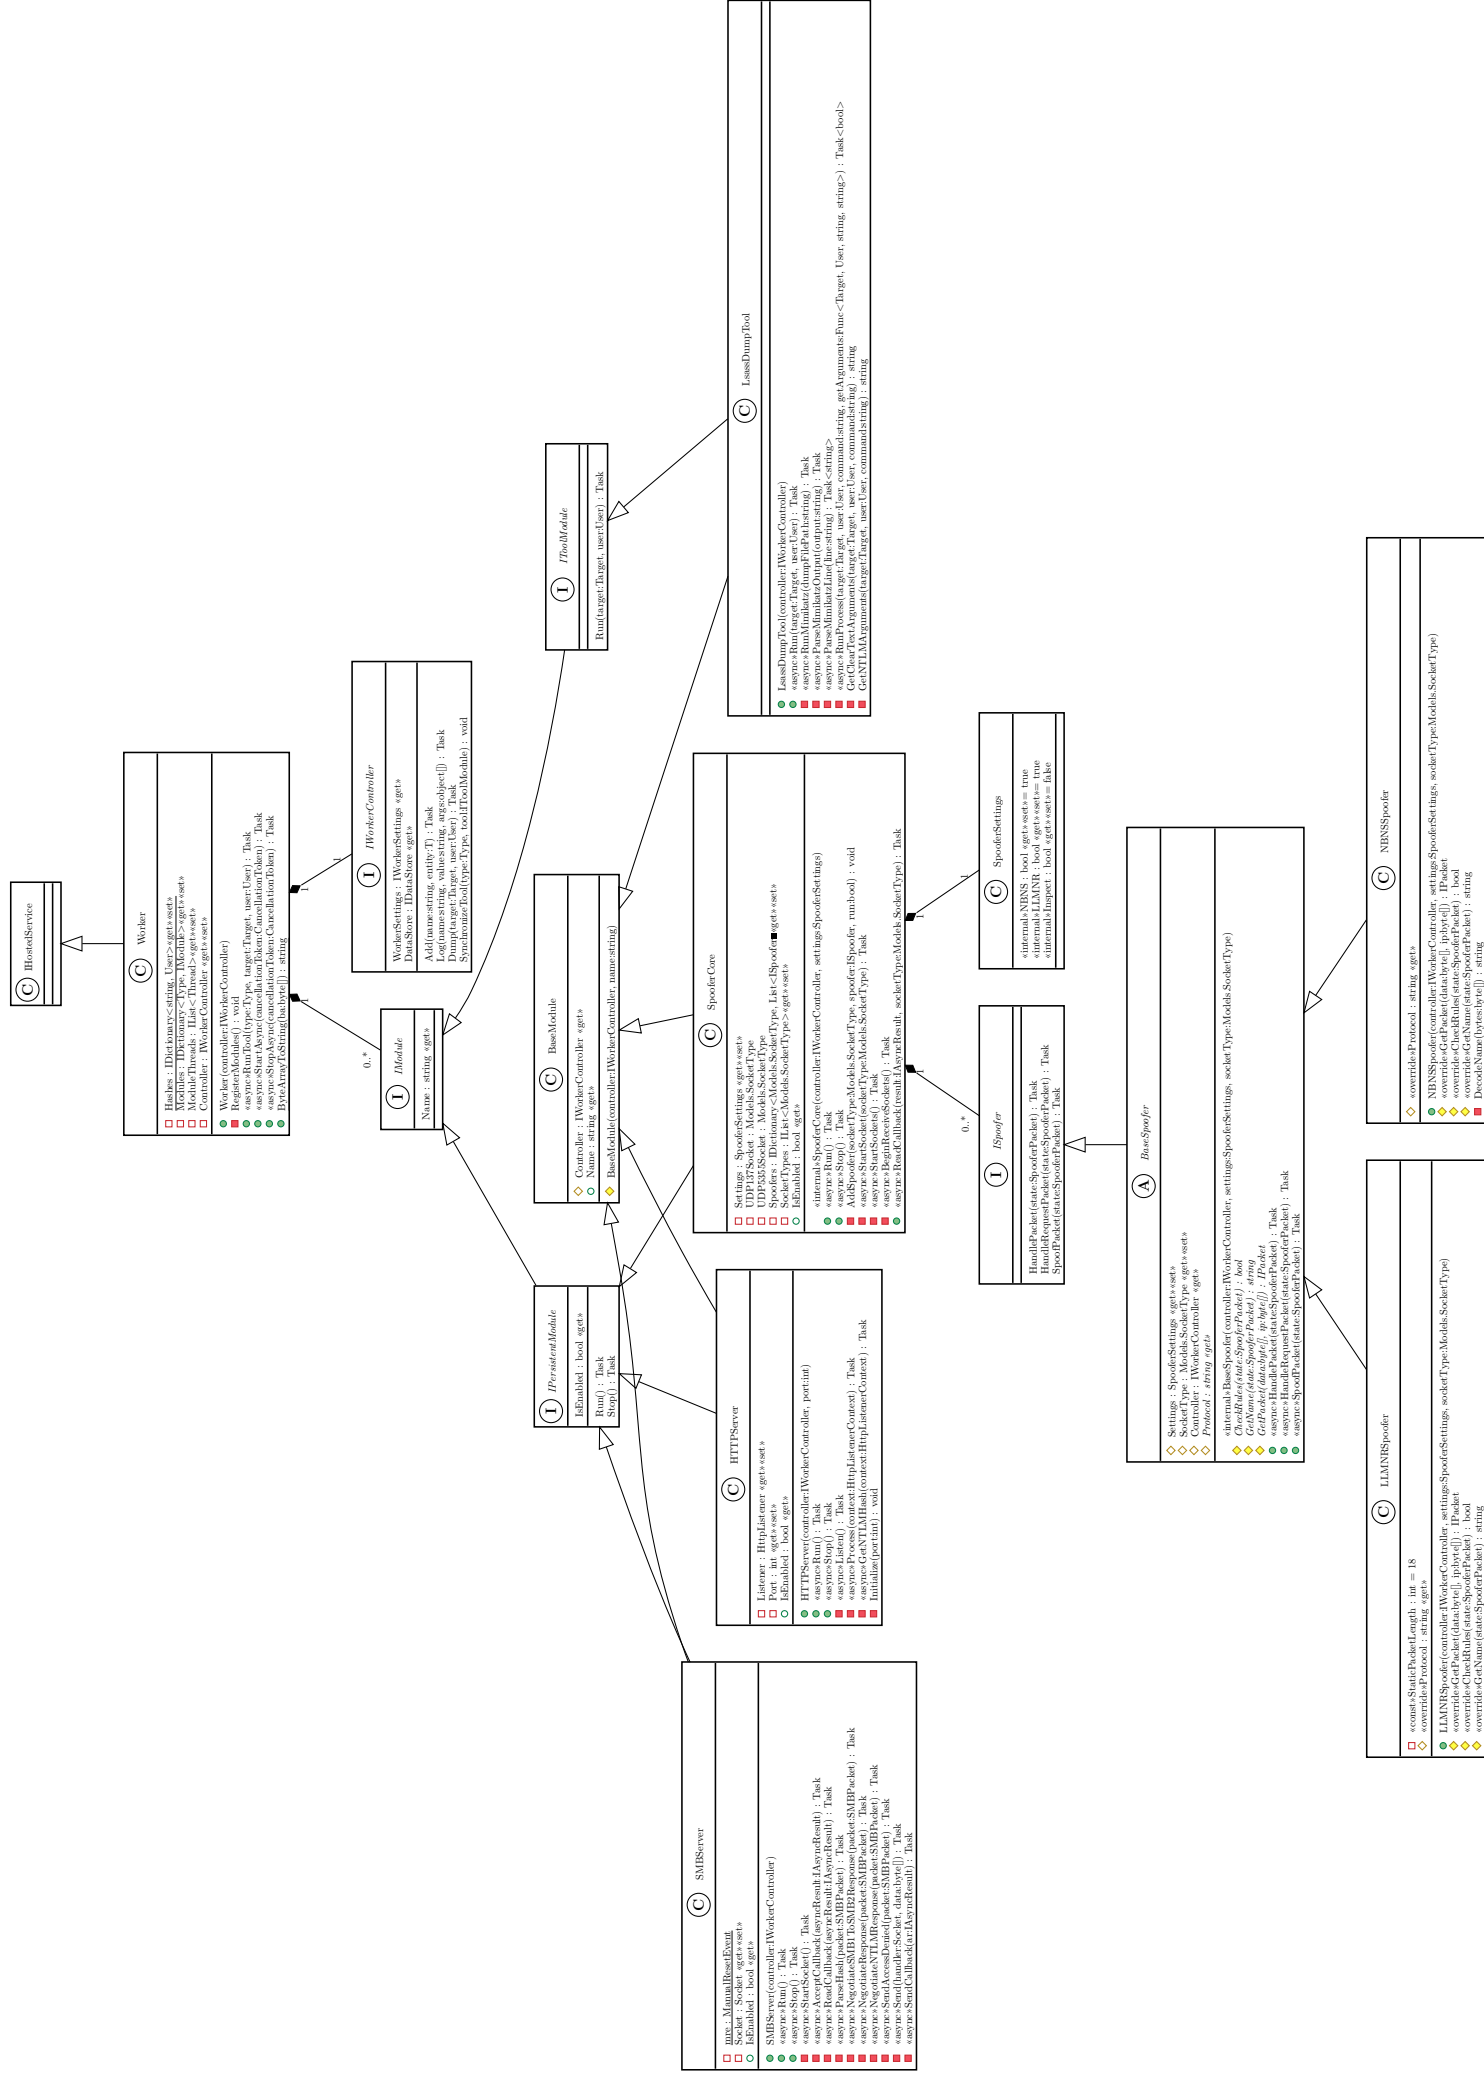 C IHostedService
C Worker
Hashes : IDictionary<string, User>«get»«set»
Modules : IDictionary<Type, IModule>«get»«set»
ModuleThreads : IList<Thread>«get»«set»
Controller : IWorkerController «get»«set»
Worker(controller:IWorkerController)
RegisterModules() : void
«async»RunTool(type:Type, target:Target, user:User) : Task
«async»StartAsync(cancellationToken:CancellationToken) : Task
«async»StopAsync(cancellationToken:CancellationToken) : Task
ByteArrayToString(ba:byte[]) : string
1
0..*
1
1
I IModule
Name : string «get»
I IWorkerController
WorkerSettings : IWorkerSettings «get»
DataStore : IDataStore «get»
Add(name:string, entity:T) : Task
Log(name:string, value:string, args:object[]) : Task
Dump(target:Target, user:User) : Task
SynchronizeTool(type:Type, tool:IToolModule) : void
I IPersistentModule
IsEnabled : bool «get»
Run() : Task
Stop() : Task
C BaseModule
Controller : IWorkerController «get»
Name : string «get»
BaseModule(controller:IWorkerController, name:string)
I IToolModule
Run(target:Target, user:User) : Task
C SMBServer
mre : ManualResetEvent
Socket : Socket «get»«set»
IsEnabled : bool «get»
SMBServer(controller:IWorkerController)
«async»Run() : Task
«async»Stop() : Task
«async»StartSocket() : Task
«async»AcceptCallback(asyncResult:IAsyncResult) : Task
«async»ReadCallback(asyncResult:IAsyncResult) : Task
«async»ParseHash(packet:SMBPacket) : Task
«async»NegotiateSMB1ToSMB2Response(packet:SMBPacket) : Task
«async»NegotiateResponse(packet:SMBPacket) : Task
«async»NegotiateNTLMResponse(packet:SMBPacket) : Task
«async»SendAccessDenied(packet:SMBPacket) : Task
«async»Send(handler:Socket, data:byte[]) : Task
«async»SendCallback(ar:IAsyncResult) : Task
C HTTPServer
Listener : HttpListener «get»«set»
Port : int «get»«set»
IsEnabled : bool «get»
HTTPServer(controller:IWorkerController, port:int)
«async»Run() : Task
«async»Stop() : Task
«async»Listen() : Task
«async»Process(context:HttpListenerContext) : Task
«async»GetNTLMHash(context:HttpListenerContext) : Task
Initialize(port:int) : void
C SpooferCore
Settings : SpooferSettings «get»«set»
UDP137Socket : Models.SocketType
UDP5355Socket : Models.SocketType
Spoofers : IDictionary<Models.SocketType, List<ISpoofer■«get»«set»
SocketTypes : IList<Models.SocketType>«get»«set»
IsEnabled : bool «get»
«internal»SpooferCore(controller:IWorkerController, settings:SpooferSettings)
«async»Run() : Task
«async»Stop() : Task
AddSpoofer(socketType:Models.SocketType, spoofer:ISpoofer, run:bool) : void
«async»StartSocket(socketType:Models.SocketType) : Task
«async»StartSockets() : Task
«async»BeginReceiveSockets() : Task
«async»ReadCallback(result:IAsyncResult, socketType:Models.SocketType) : Task
C LsassDumpTool
LsassDumpTool(controller:IWorkerController)
«async»Run(target:Target, user:User) : Task
«async»RunMimikatz(dumpFilePath:string) : Task
«async»ParseMimikatzOutput(output:string) : Task
«async»ParseMimikatzLine(line:string) : Task<string>
«async»RunProcess(target:Target, user:User, command:string, getArguments:Func<Target, User, string, string>) : Task<bool>
GetClearTextArguments(target:Target, user:User, command:string) : string
GetNTLMArguments(target:Target, user:User, command:string) : string
1
0..*
1
1
I ISpoofer
HandlePacket(state:SpooferPacket) : Task
HandleRequestPacket(state:SpooferPacket) : Task
SpoofPacket(state:SpooferPacket) : Task
C SpooferSettings
«internal»NBNS : bool «get»«set»= true
«internal»LLMNR : bool «get»«set»= true
«internal»Inspect : bool «get»«set»= false
A BaseSpoofer
Settings : SpooferSettings «get»«set»
SocketType : Models.SocketType «get»«set»
Controller : IWorkerController «get»
Protocol : string «get»
«internal»BaseSpoofer(controller:IWorkerController, settings:SpooferSettings, socketType:Models.SocketType)
CheckRules(state:SpooferPacket) : bool
GetName(state:SpooferPacket) : string
GetPacket(data:byte[], ip:byte[]) : IPacket
«async»HandlePacket(state:SpooferPacket) : Task
«async»HandleRequestPacket(state:SpooferPacket) : Task
«async»SpoofPacket(state:SpooferPacket) : Task
C LLMNRSpoofer
«const»StaticPacketLength : int = 18
«override»Protocol : string «get»
LLMNRSpoofer(controller:IWorkerController, settings:SpooferSettings, socketType:Models.SocketType)
«override»GetPacket(data:byte[], ip:byte[]) : IPacket
«override»CheckRules(state:SpooferPacket) : bool
«override»GetName(state:SpooferPacket) : string
C NBNSSpoofer
«override»Protocol : string «get»
NBNSSpoofer(controller:IWorkerController, settings:SpooferSettings, socketType:Models.SocketType)
«override»GetPacket(data:byte[], ip:byte[]) : IPacket
«override»CheckRules(state:SpooferPacket) : bool
«override»GetName(state:SpooferPacket) : string
DecodeName(bytes:byte[]) : string